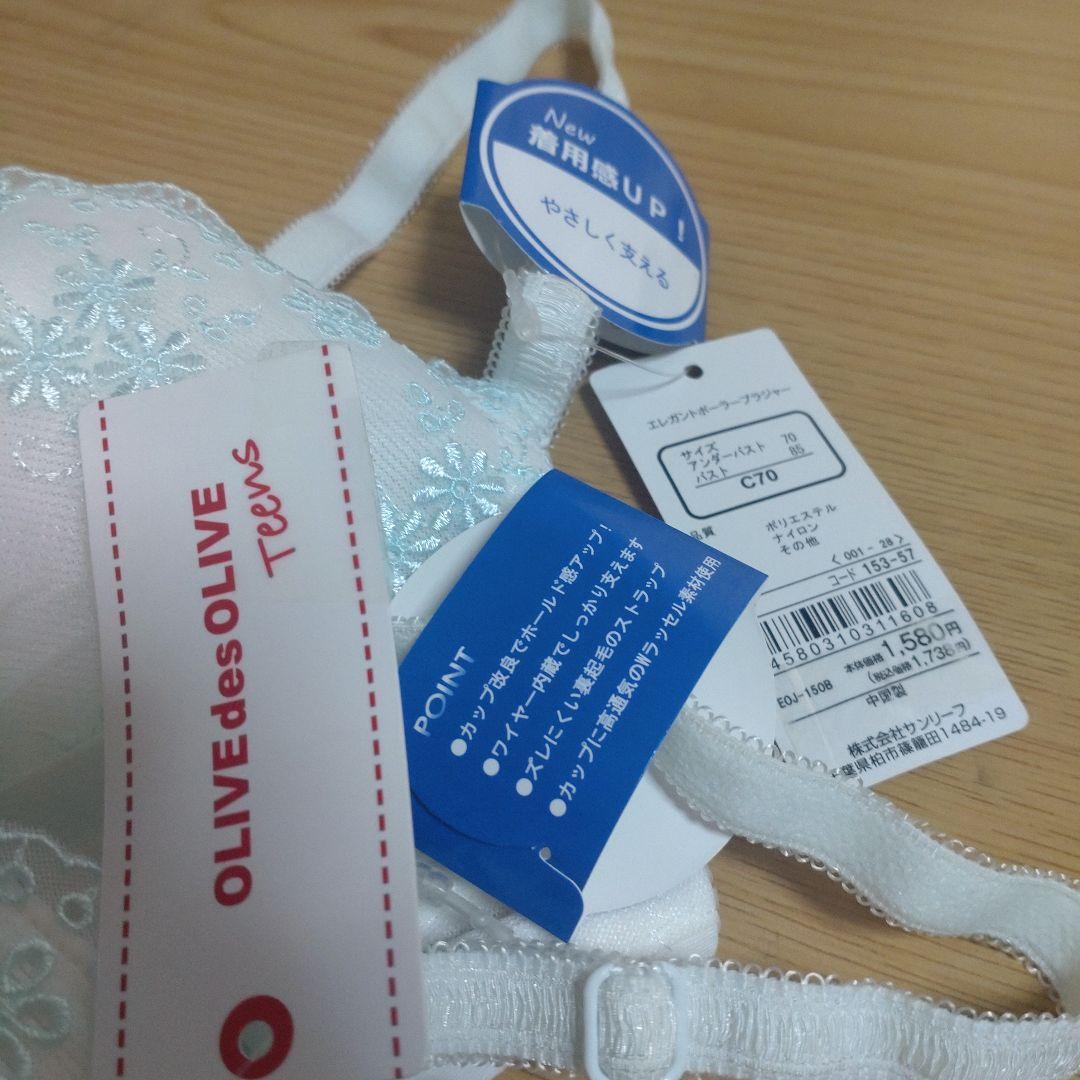 New
着用感UP!
やさしく支える
エレガントボーラーブラジャー
サイズ
アンダーバスト 70
バスト 85
C70
品質
ポリエステル
ナイロン
その他
<001-28>
コード 153-57
4580310311608
本体価格 1,580円
(税込価格 1,738円)
EOJ-150B
中国製
株式会社サンリーフ
葉県柏市篠籠田1484-19
POINT
●カップ改良でホールド感アップ!
●ワイヤー内蔵でしっかり支えます
●ズレにくい裏起毛のストラップ
●カップに高通気のWラッセル素材使用
OLIVEdesOLIVE
Teens